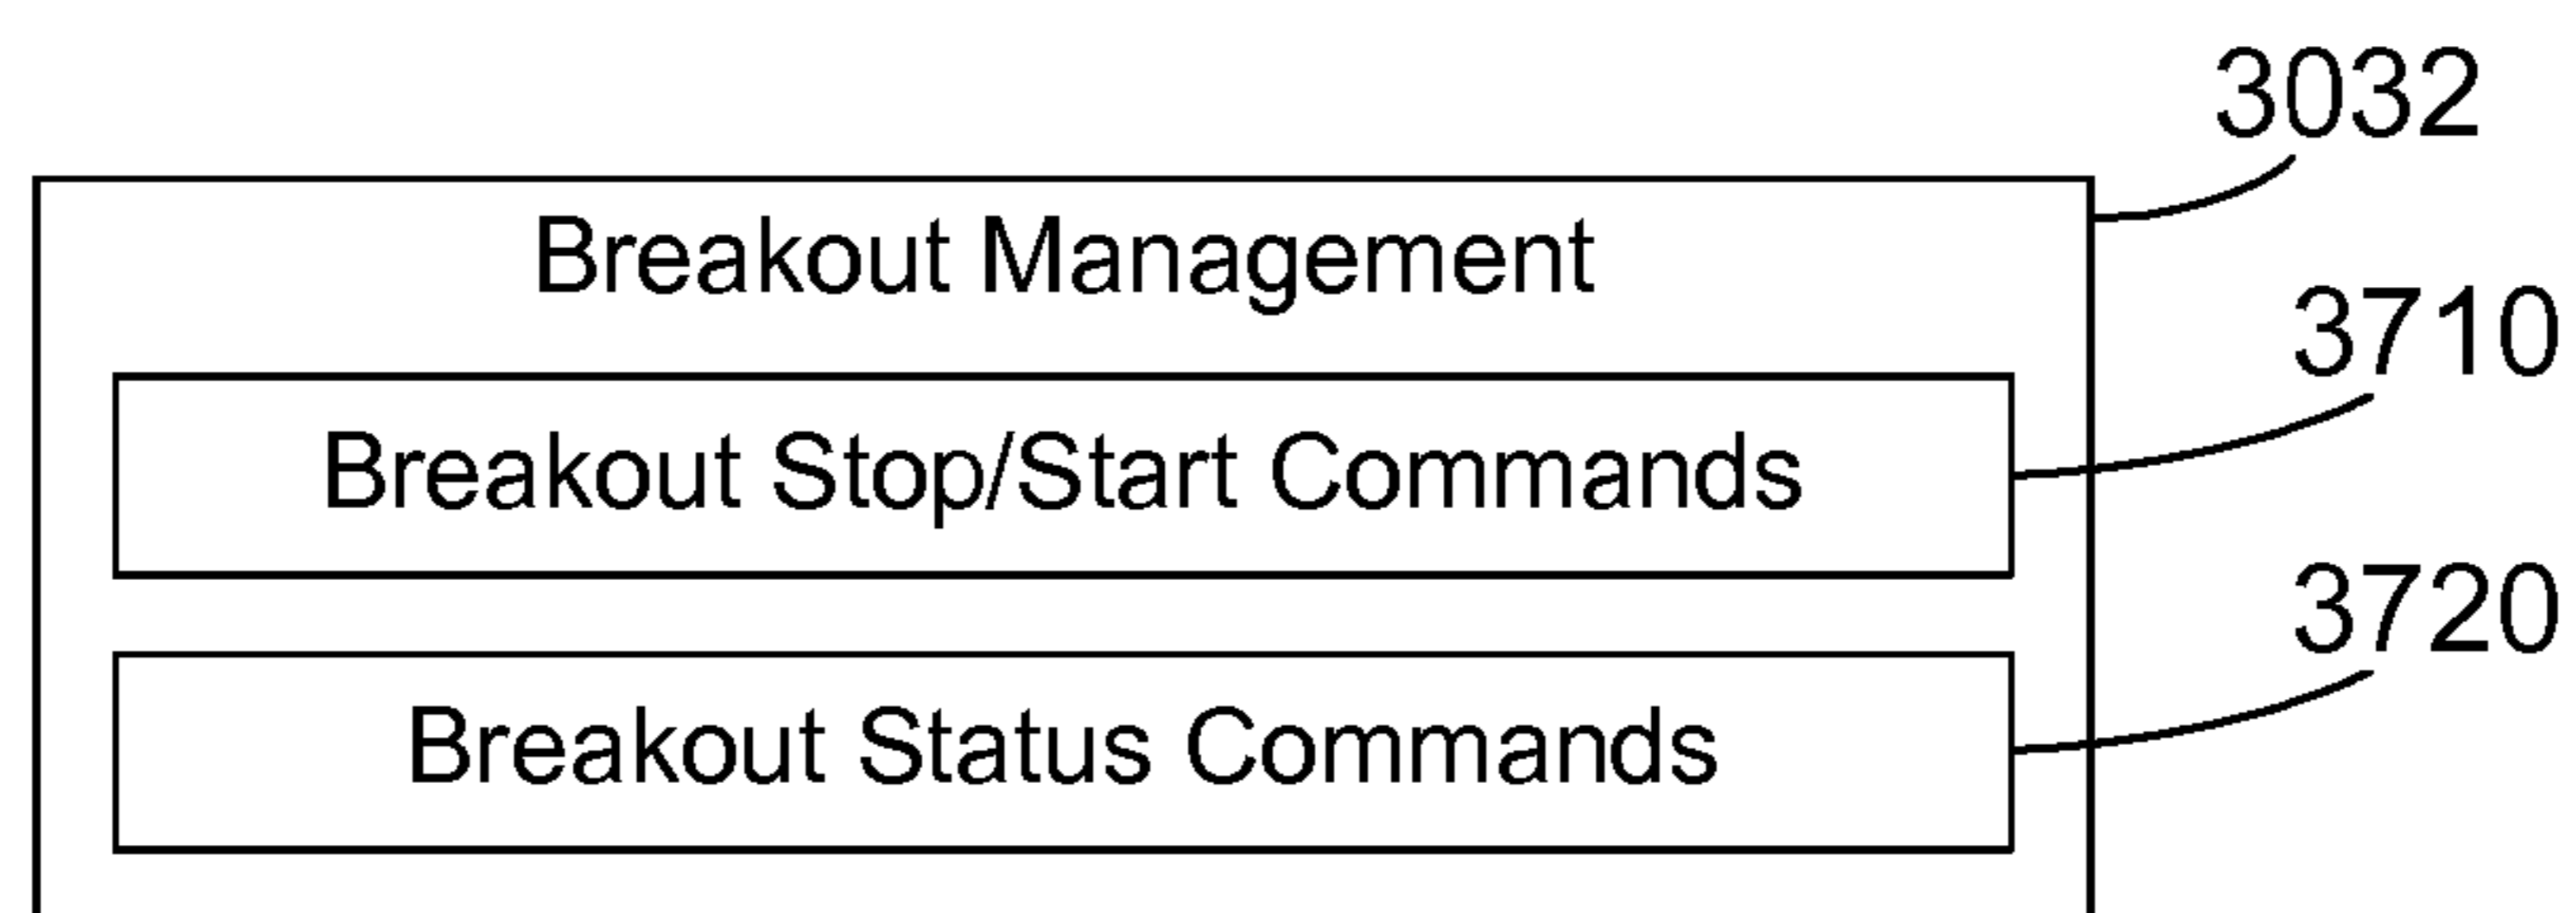 3032
Breakout Management
3710
Breakout Stop/Start Commands
3720
Breakout Status Commands